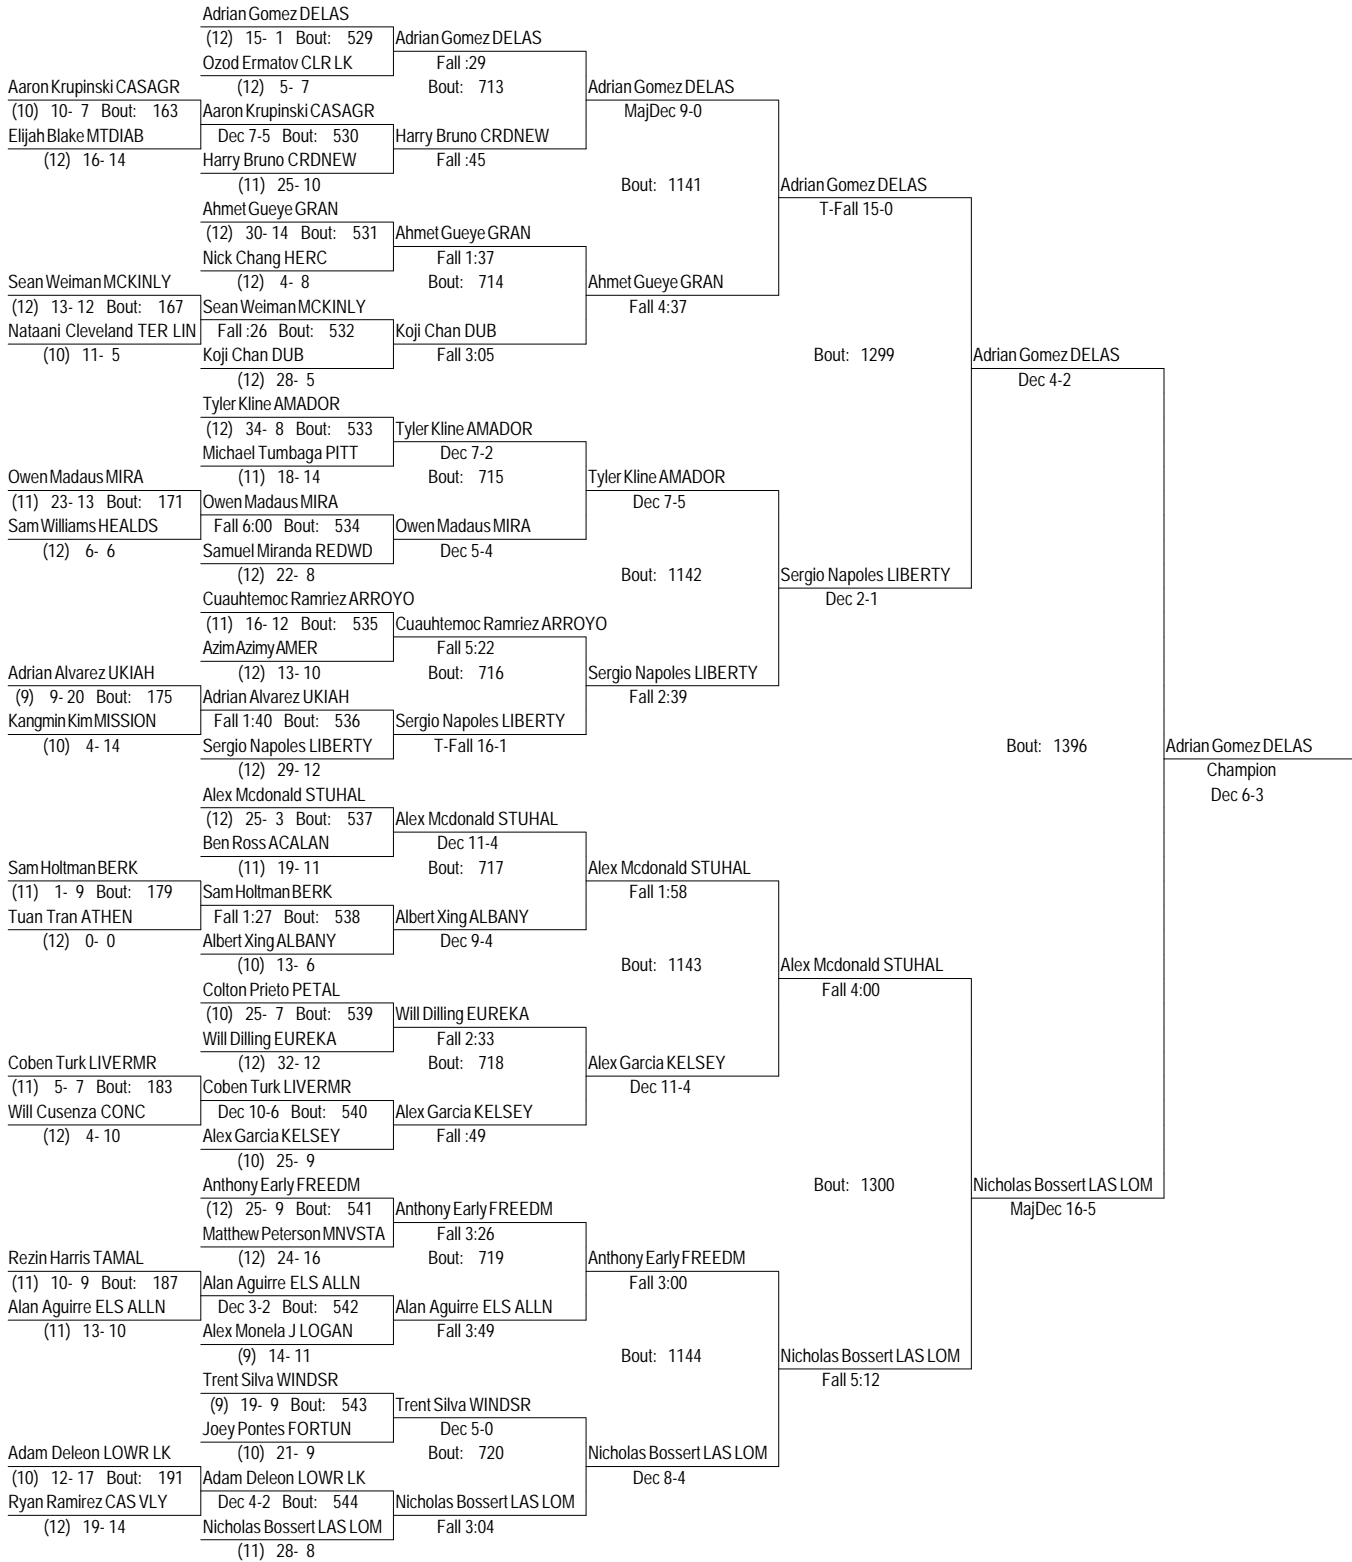 Adrian Gomez DELAS
(12) 15- 1 Bout: 529 Adrian Gomez DELAS
Ozod Ermatov CLR LK Fall :29
Aaron Krupinski CASAGR (12) 5- 7 Bout: 713 Adrian Gomez DELAS
(10) 10- 7 Bout: 163 Aaron Krupinski CASAGR MajDec 9-0
Elijah Blake MTDIAB Dec 7-5 Bout: 530 Harry Bruno CRDNEW
(12) 16- 14 Harry Bruno CRDNEW Fall :45
(11) 25- 10 Bout: 1141 Adrian Gomez DELAS
Ahmet Gueye GRAN T-Fall 15-0
(12) 30- 14 Bout: 531 Ahmet Gueye GRAN
Nick Chang HERC Fall 1:37
Sean Weiman MCKINLY (12) 4- 8 Bout: 714 Ahmet Gueye GRAN
(12) 13- 12 Bout: 167 Sean Weiman MCKINLY Fall 4:37
Nataani Cleveland TER LIN Fall :26 Bout: 532 Koji Chan DUB
(10) 11- 5 Koji Chan DUB Fall 3:05 Bout: 1299 Adrian Gomez DELAS
(12) 28- 5 Dec 4-2
Tyler Kline AMADOR
(12) 34- 8 Bout: 533 Tyler Kline AMADOR
Michael Tumbaga PITT Dec 7-2
Owen Madaus MIRA (11) 18- 14 Bout: 715 Tyler Kline AMADOR
(11) 23- 13 Bout: 171 Owen Madaus MIRA Dec 7-5
Sam Williams HEALDS Fall 6:00 Bout: 534 Owen Madaus MIRA
(12) 6- 6 Samuel Miranda REDWD Dec 5-4
(12) 22- 8 Bout: 1142 Sergio Napoles LIBERTY
Cuauhtemoc Ramriez ARROYO Dec 2-1
(11) 16- 12 Bout: 535 Cuauhtemoc Ramriez ARROYO
Azim Azimy AMER Fall 5:22
Adrian Alvarez UKIAH (12) 13- 10 Bout: 716 Sergio Napoles LIBERTY
(9) 9- 20 Bout: 175 Adrian Alvarez UKIAH Fall 2:39
Kangmin Kim MISSION Fall 1:40 Bout: 536 Sergio Napoles LIBERTY
(10) 4- 14 Sergio Napoles LIBERTY T-Fall 16-1 Bout: 1396 Adrian Gomez DELAS
(12) 29- 12 Champion
Alex Mcdonald STUHAL Dec 6-3
(12) 25- 3 Bout: 537 Alex Mcdonald STUHAL
Ben Ross ACALAN Dec 11-4
Sam Holtman BERK (11) 19- 11 Bout: 717 Alex Mcdonald STUHAL
(11) 1- 9 Bout: 179 Sam Holtman BERK Fall 1:58
Tuan Tran ATHEN Fall 1:27 Bout: 538 Albert Xing ALBANY
(12) 0- 0 Albert Xing ALBANY Dec 9-4
(10) 13- 6 Bout: 1143 Alex Mcdonald STUHAL
Colton Prieto PETAL Fall 4:00
(10) 25- 7 Bout: 539 Will Dilling EUREKA
Will Dilling EUREKA Fall 2:33
Coben Turk LIVERMR (12) 32- 12 Bout: 718 Alex Garcia KELSEY
(11) 5- 7 Bout: 183 Coben Turk LIVERMR Dec 11-4
Will Cusenza CONC Dec 10-6 Bout: 540 Alex Garcia KELSEY
(12) 4- 10 Alex Garcia KELSEY Fall :49
(10) 25- 9
Anthony Early FREEDM Bout: 1300 Nicholas Bossert LAS LOM
(12) 25- 9 Bout: 541 Anthony Early FREEDM MajDec 16-5
Matthew Peterson MNVSTA Fall 3:26
Rezin Harris TAMAL (12) 24- 16 Bout: 719 Anthony Early FREEDM
(11) 10- 9 Bout: 187 Alan Aguirre ELS ALLN Fall 3:00
Alan Aguirre ELS ALLN Dec 3-2 Bout: 542 Alan Aguirre ELS ALLN
(11) 13- 10 Alex Monela J LOGAN Fall 3:49
(9) 14- 11 Bout: 1144 Nicholas Bossert LAS LOM
Trent Silva WINDSR Fall 5:12
(9) 19- 9 Bout: 543 Trent Silva WINDSR
Joey Pontes FORTUN Dec 5-0
Adam Deleon LOWR LK (10) 21- 9 Bout: 720 Nicholas Bossert LAS LOM
(10) 12- 17 Bout: 191 Adam Deleon LOWR LK Dec 8-4
Ryan Ramirez CAS VLY Dec 4-2 Bout: 544 Nicholas Bossert LAS LOM
(12) 19- 14 Nicholas Bossert LAS LOM Fall 3:04
(11) 28- 8